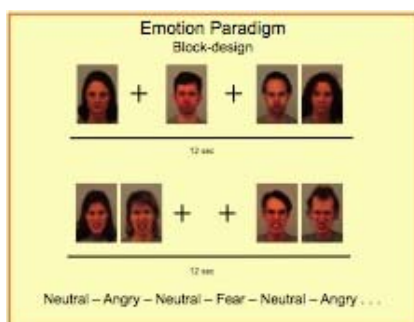 Emotion Paradigm
Block-design
+ +
12 sec
+ +
12 sec
Neutral – Angry – Neutral – Fear – Neutral – Angry . . .